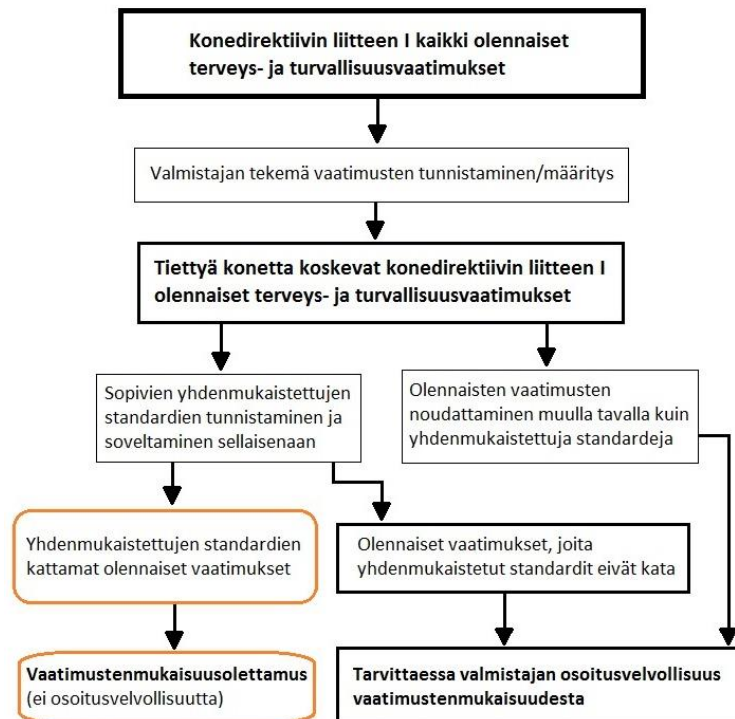 Konedirektiivin liitteen I kaikki olennaiset
terveys- ja turvallisuusvaatimukset
Valmistajan tekemä vaatimusten tunnistaminen/määritys
Tiettyä konetta koskevat konedirektiivin liitteen I
olennaiset terveys- ja turvallisuusvaatimukset
Sopivien yhdenmukaistettujen
standardien tunnistaminen ja
soveltaminen sellaisenaan
Olennaisten vaatimusten
noudattaminen muulla tavalla kuin
yhdenmukaistettuja standardeja
Yhdenmukaistettujen standardien
kattamat olennaiset vaatimukset
Olennaiset vaatimukset, joita
yhdenmukaistetut standardit eivät kata
Vaatimustenmukaisuusolettamus
(ei osoitusvelvollisuutta)
Tarvittaessa valmistajan osoitusvelvollisuus
vaatimustenmukaisuudesta